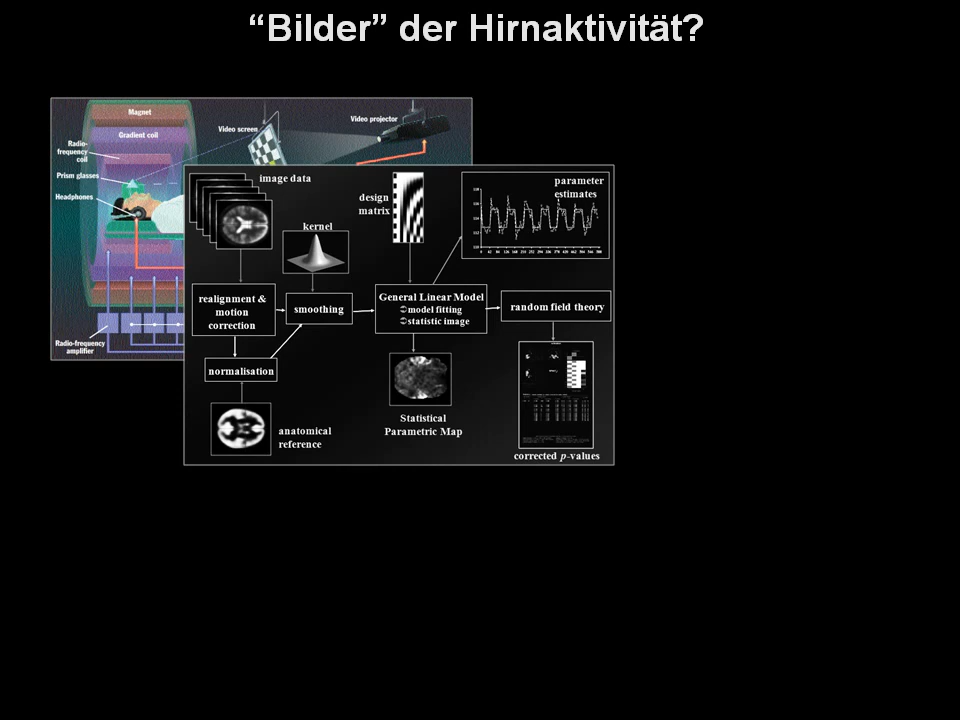 “Bilder” der Hirnaktivität?
Magnet
Gradient coil
Radio-
frequency
coil
Prism glasses
Headphones
Video screen
Video projector
Radio-frequency
amplifier
image data
kernel
design
matrix
parameter
estimates
realignment &
motion
correction
smoothing
General Linear Model
➲model fitting
➲statistic image
random field theory
normalisation
anatomical
reference
Statistical
Parametric Map
corrected p-values